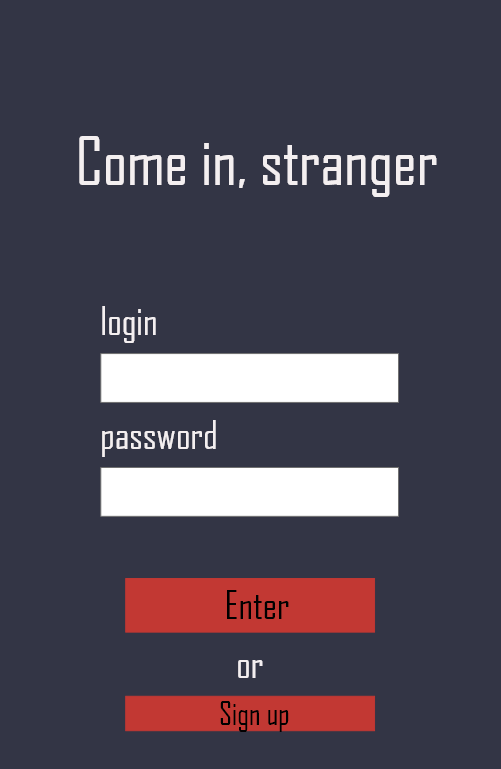 Come in, stranger
login
password
Enter
or
Sign up